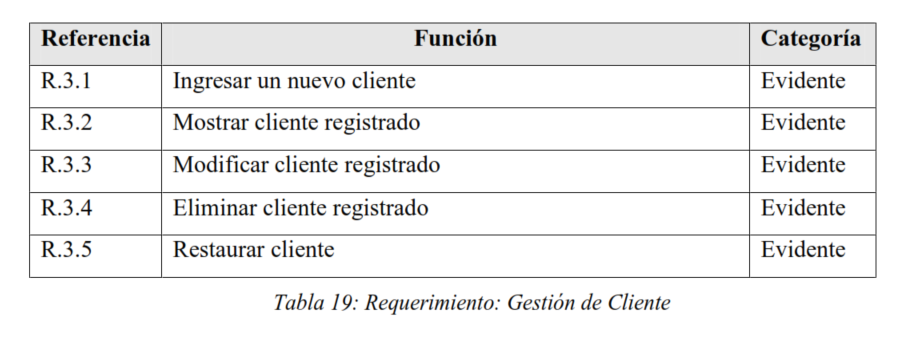 Referencia Función Categoría
R.3.1 Ingresar un nuevo cliente Evidente
R.3.2 Mostrar cliente registrado Evidente
R.3.3 Modificar cliente registrado Evidente
R.3.4 Eliminar cliente registrado Evidente
R.3.5 Restaurar cliente Evidente
Tabla 19: Requerimiento: Gestión de Cliente